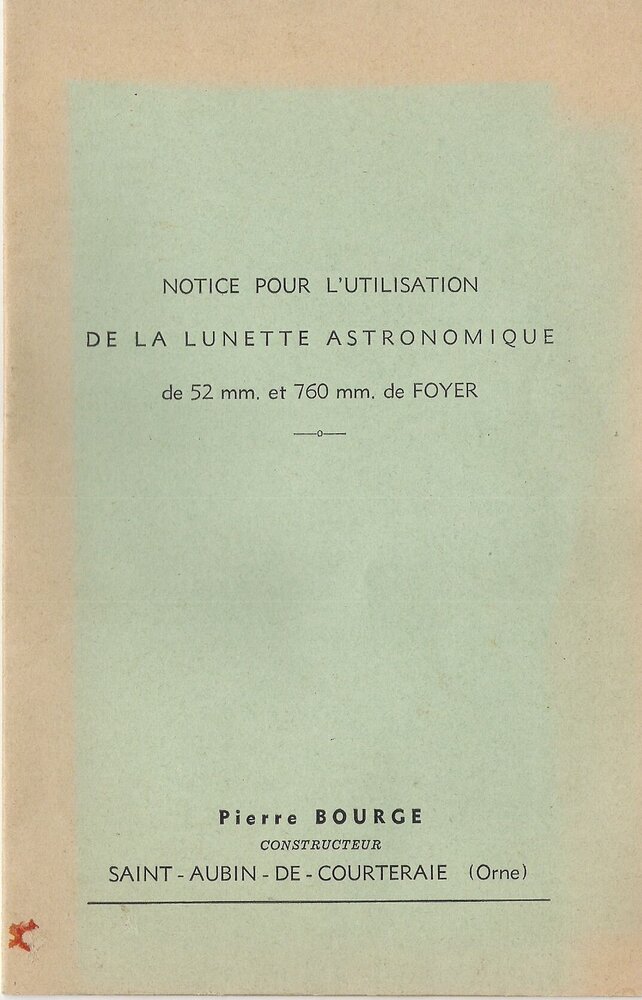 NOTICE POUR L'UTILISATION
DE LA LUNETTE ASTRONOMIQUE
de 52 mm. et 760 mm. de FOYER
Pierre BOURGE
CONSTRUCTEUR
SAINT - AUBIN - DE - COURTERAIE (Orne)